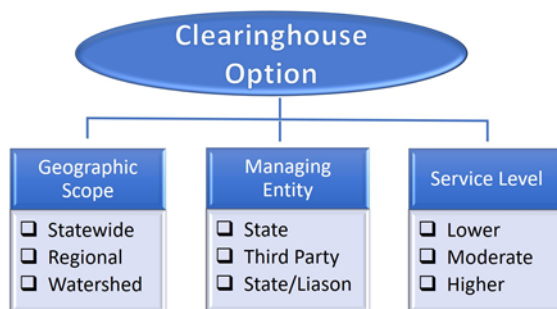 Clearinghouse
Option
Geographic
Scope
Statewide
Regional
Watershed
Managing
Entity
State
Third Party
State/Liason
Service Level
Lower
Moderate
Higher